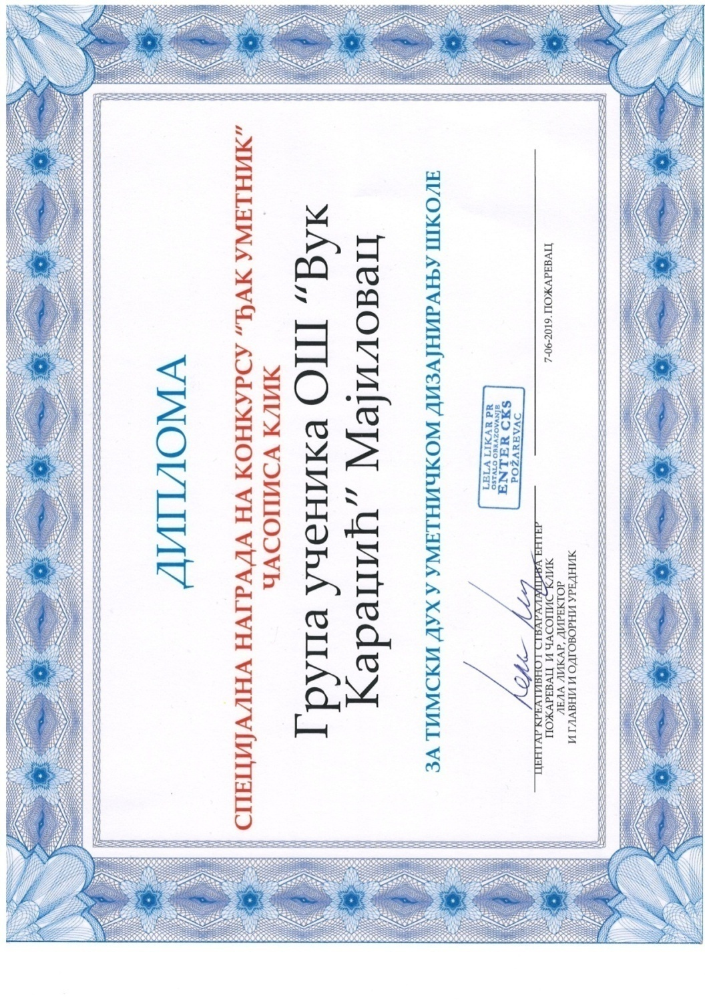 ДИПЛОМА
СПЕЦИЈАЛНА НАГРАДА НА КОНКУРСУ “ЂАК УМЕТНИК”
ЧАСОПИСА КЛИК
Група ученика ОШ “Вук
Караџић” Мајиловац
ЗА ТИМСКИ ДУХ У УМЕТНИЧКОМ ДИЗАЈНИРАЊУ ШКОЛЕ
LELA LIKAR PR
OSTALO OBRAZOVANJE
ENTER CKS
POŽAREVAC
ЦЕНТАР КРЕАТИВНОГ СТВАРАЛАШТВА ЕНТЕР
ПОЖАРЕВАЦ И ЧАСОПИС КЛИК
ЛЕЛА ЛИКАР, ДИРЕКТОР
И ГЛАВНИ И ОДГОВОРНИ УРЕДНИК
7-06-2019. ПОЖАРЕВАЦ